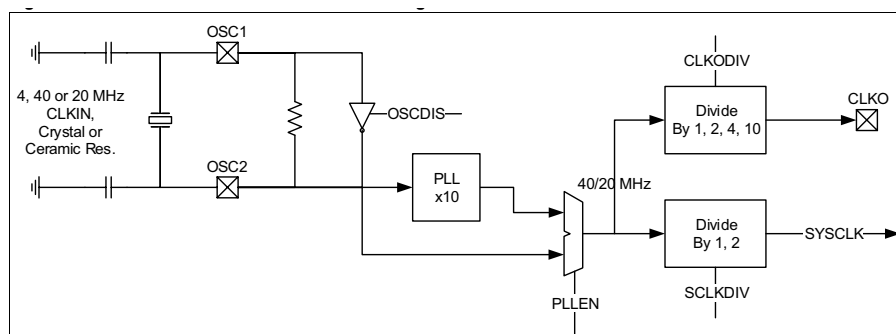 OSC1
4, 40 or 20 MHz
CLKIN,
Crystal or
Ceramic Res.
OSCDIS
OSC2
PLL
x10
40/20 MHz
PLLEN
CLKODIV
Divide
By 1, 2, 4, 10
CLKO
Divide
By 1, 2
SYSCLK
SCLKDIV